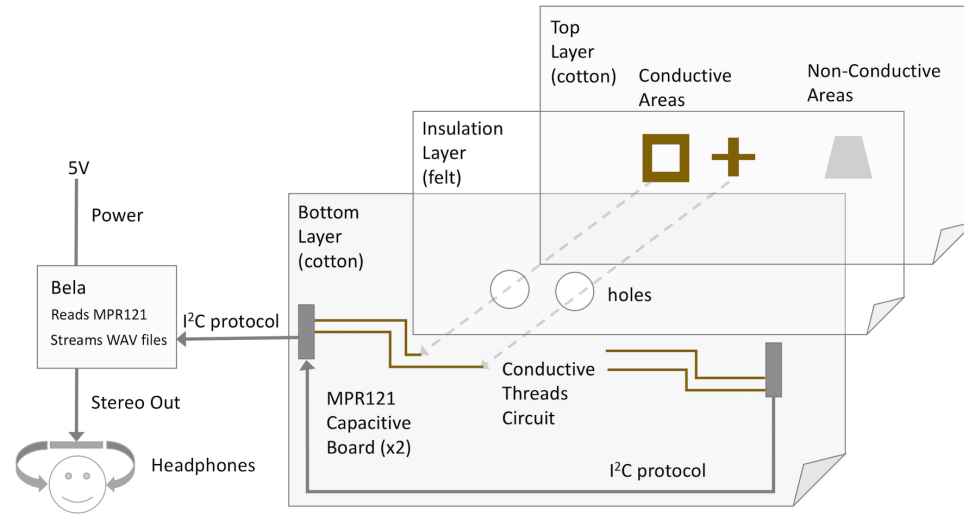 Top
Layer
(cotton)
Conductive
Areas
Non-Conductive
Areas
Insulation
Layer
(felt)
5V
Power
Bottom
Layer
(cotton)
Bela
Reads MPR121
Streams WAV files
I²C protocol
holes
Stereo Out
MPR121
Capacitive
Board (x2)
Conductive
Threads
Circuit
Headphones
I²C protocol